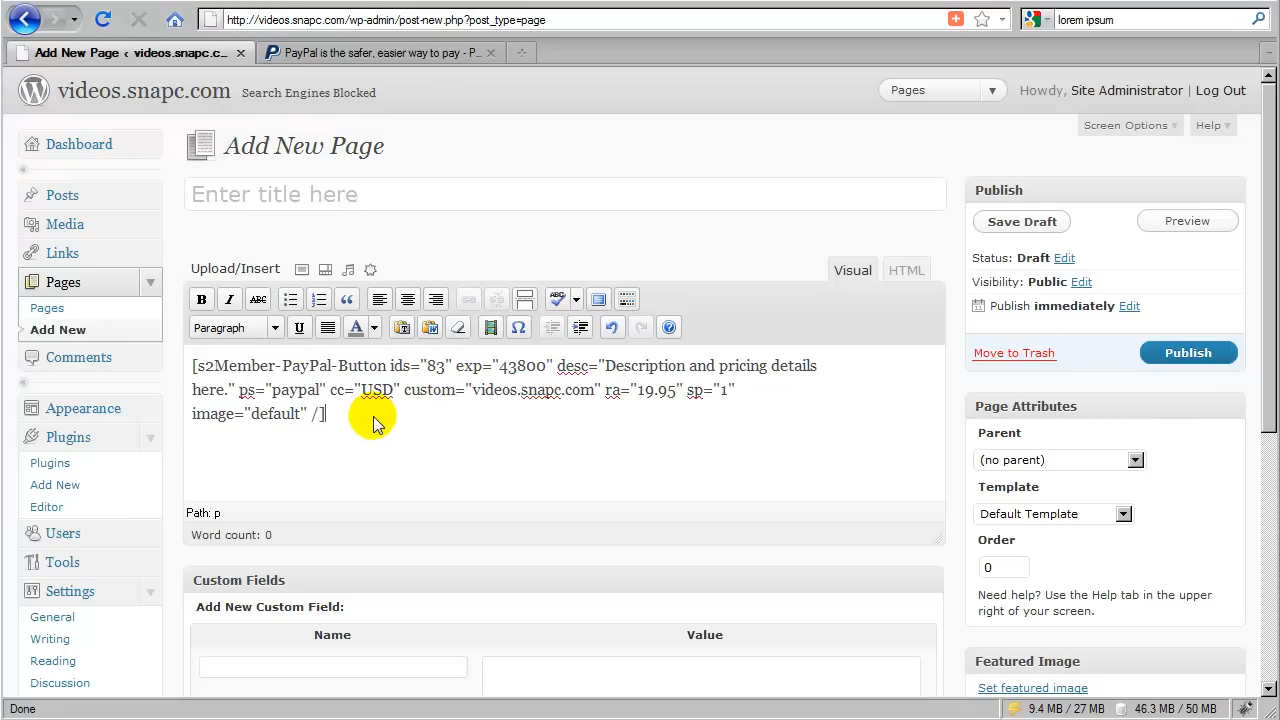 http://videos.snapc.com/wp-admin/post-new.php?post_type=page
lorem ipsum
Add New Page ‹ videos.snapc.c...
PayPal is the safer, easier way to pay - P...
videos.snapc.com
Search Engines Blocked
Pages
Howdy, Site Administrator | Log Out
Screen Options
Help
Dashboard
Posts
Media
Links
Pages
Pages
Add New
Comments
Appearance
Plugins
Plugins
Add New
Editor
Users
Tools
Settings
General
Writing
Reading
Discussion
Add New Page
Enter title here
Upload/Insert
Visual
HTML
B I ABC
ABC
Paragraph
U
A
[s2Member-PayPal-Button ids="83" exp="43800" desc="Description and pricing details
here." ps="paypal" cc="USD" custom="videos.snapc.com" ra="19.95" sp="1"
image="default" /]
Path: p
Word count: 0
Custom Fields
Add New Custom Field:
Name
Value
Publish
Save Draft
Preview
Status: Draft Edit
Visibility: Public Edit
Publish immediately Edit
Move to Trash
Publish
Page Attributes
Parent
(no parent)
Template
Default Template
Order
0
Need help? Use the Help tab in the upper
right of your screen.
Featured Image
Set featured image
Done
9.4 MB / 27 MB
46.3 MB / 50 MB